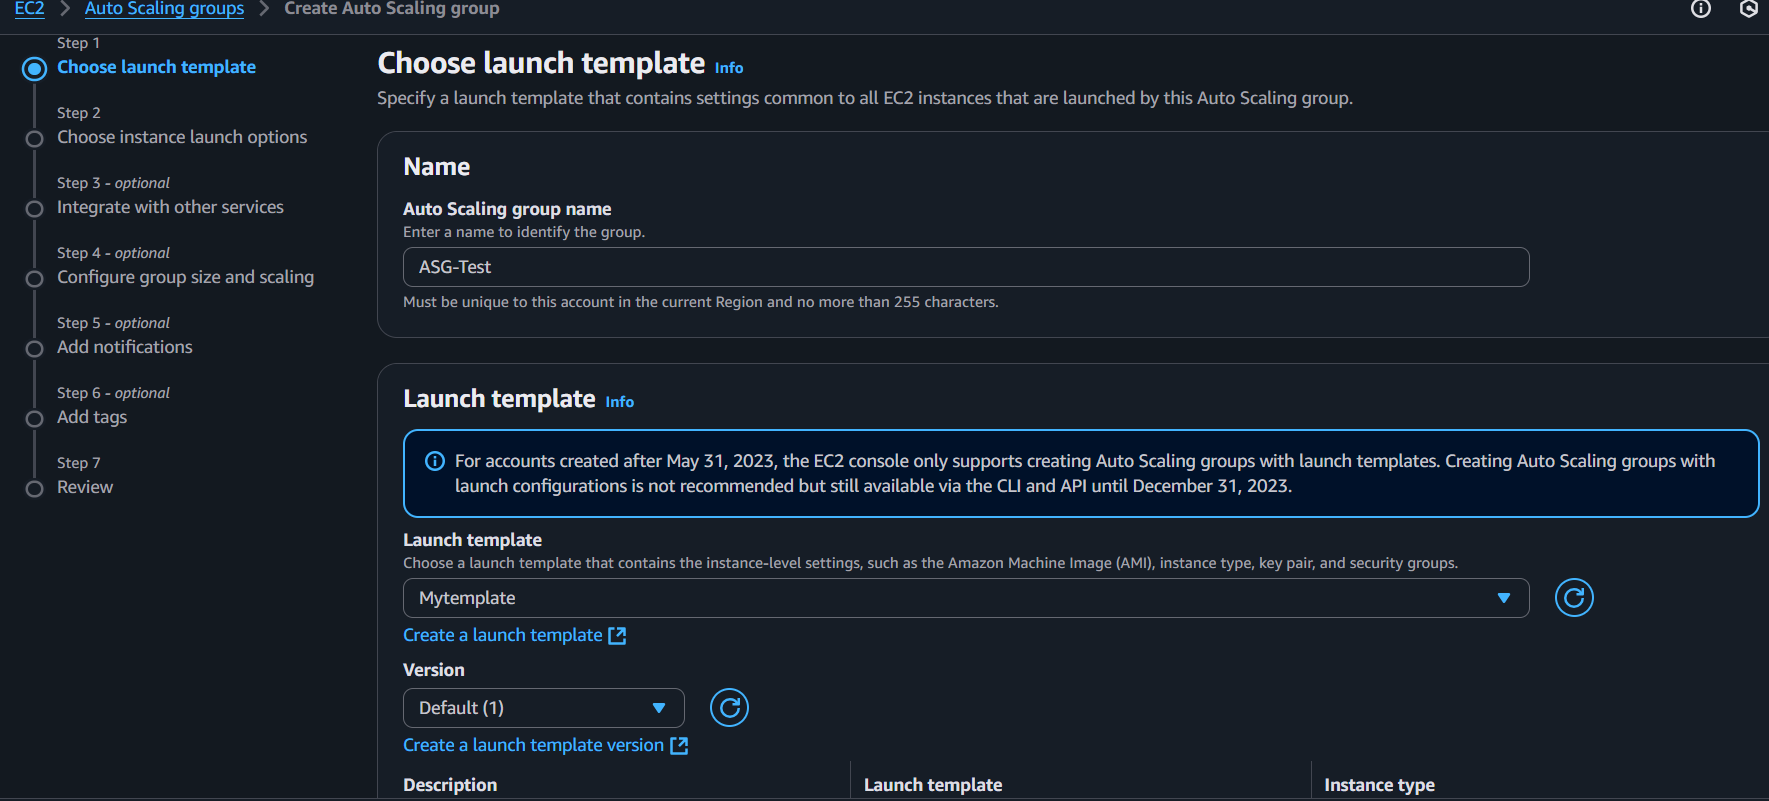 EC2 > Auto Scaling groups > Create Auto Scaling group
Step 1
Choose launch template
Step 2
Choose instance launch options
Step 3 - optional
Integrate with other services
Step 4 - optional
Configure group size and scaling
Step 5 - optional
Add notifications
Step 6 - optional
Add tags
Step 7
Review
Choose launch template Info
Specify a launch template that contains settings common to all EC2 instances that are launched by this Auto Scaling group.
Name
Auto Scaling group name
Enter a name to identify the group.
ASG-Test
Must be unique to this account in the current Region and no more than 255 characters.
Launch template Info
For accounts created after May 31, 2023, the EC2 console only supports creating Auto Scaling groups with launch templates. Creating Auto Scaling groups with
launch configurations is not recommended but still available via the CLI and API until December 31, 2023.
Launch template
Choose a launch template that contains the instance-level settings, such as the Amazon Machine Image (AMI), instance type, key pair, and security groups.
Mytemplate
Create a launch template
Version
Default (1)
Create a launch template version
Description Launch template Instance type